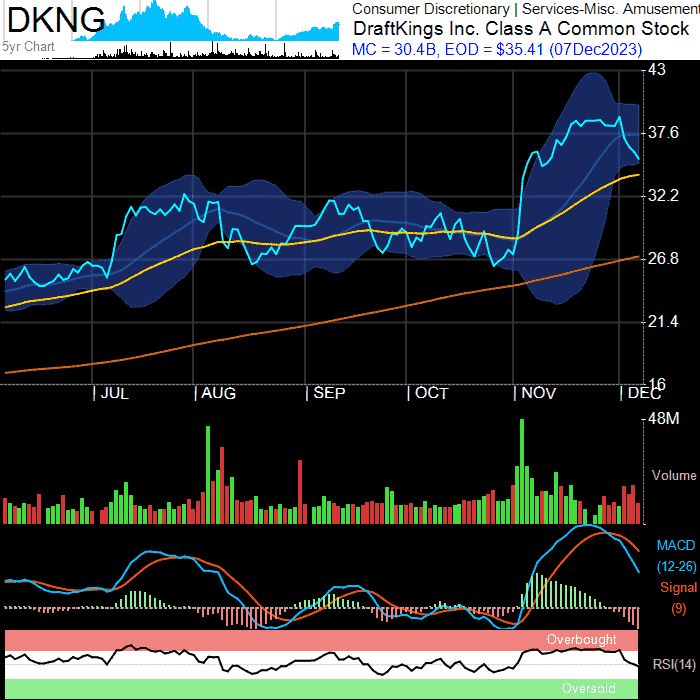 DKNG
5yr Chart
Consumer Discretionary | Services-Misc. Amusement
DraftKings Inc. Class A Common Stock
MC = 30.4B, EOD = $35.41 (07Dec2023)
43
37.6
32.2
26.8
21.4
16
JUL AUG SEP OCT NOV DEC
48M
Volume
MACD
(12-26)
Signal
(9)
Overbought
RSI(14)
Oversold